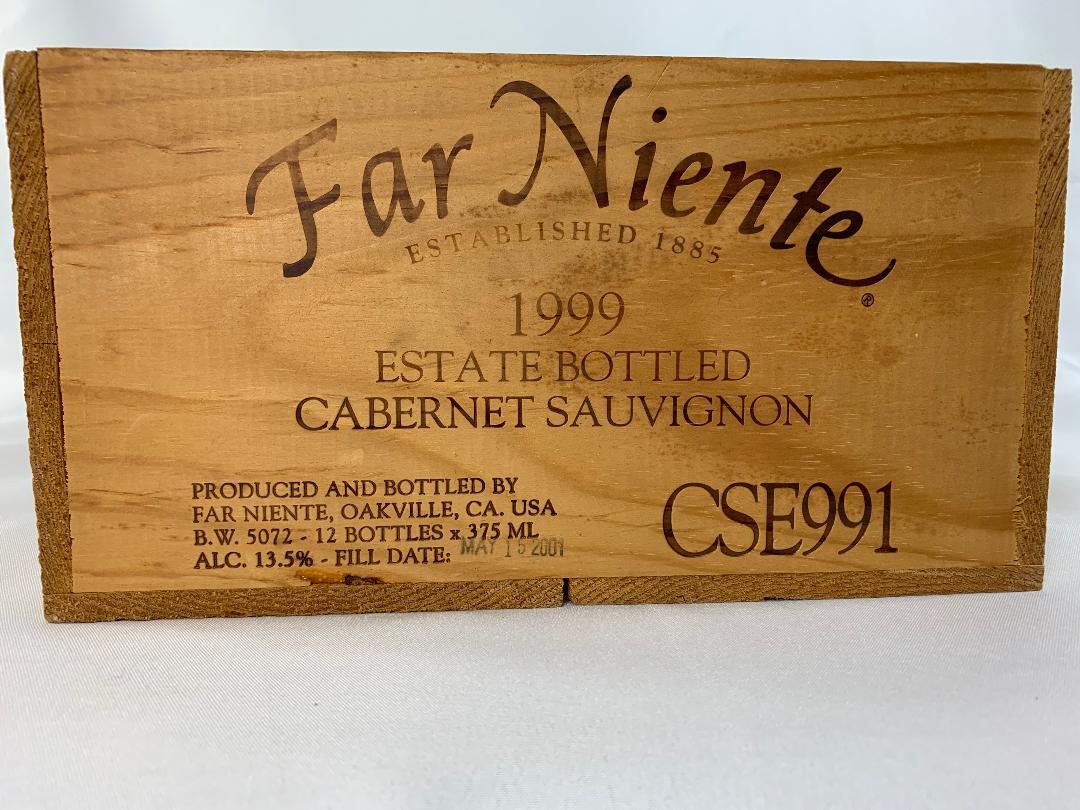 Far Niente®
ESTABLISHED 1885
1999
ESTATE BOTTLED
CABERNET SAUVIGNON
PRODUCED AND BOTTLED BY
FAR NIENTE, OAKVILLE, CA. USA
B.W. 5072 - 12 BOTTLES x 375 ML
ALC. 13.5% - FILL DATE: MAY 15 2001
CSE991